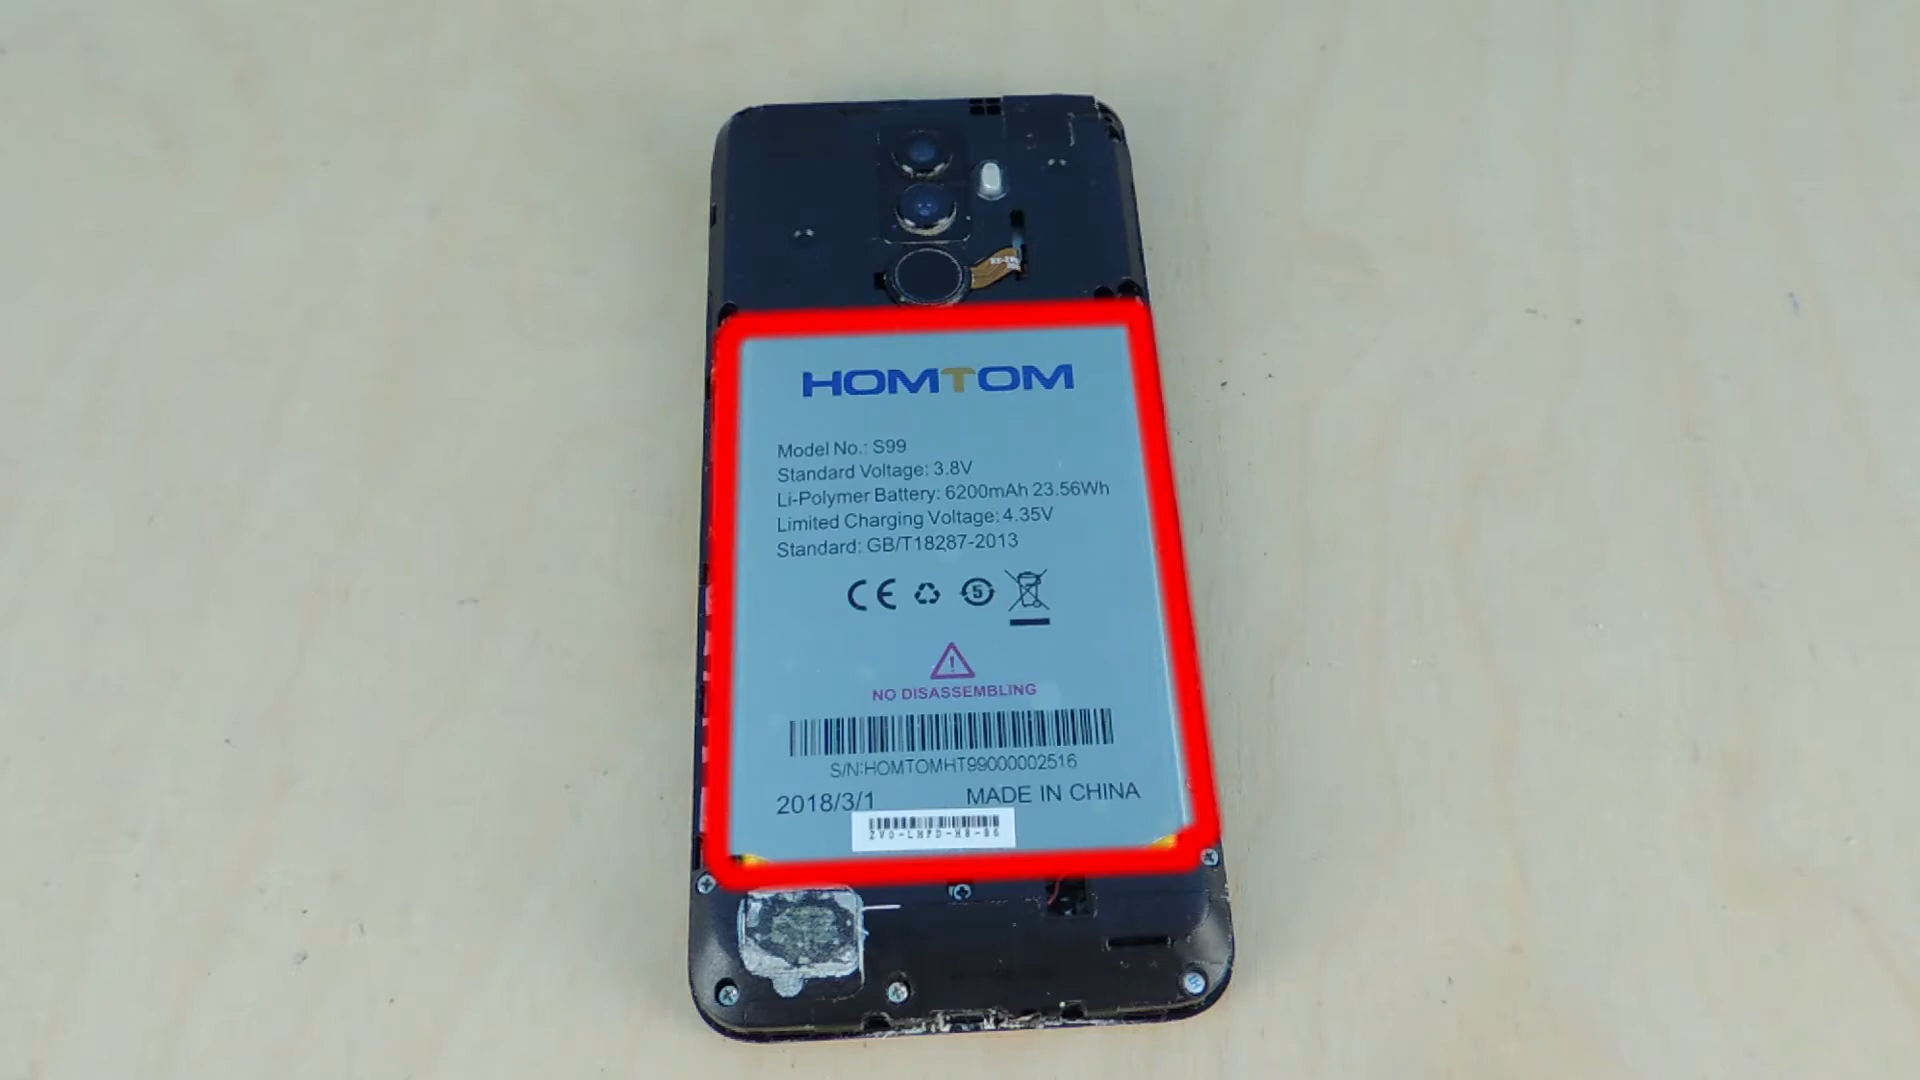 HOMTOM
Model No.: S99
Standard Voltage: 3.8V
Li-Polymer Battery: 6200mAh 23.56Wh
Limited Charging Voltage: 4.35V
Standard: GB/T18287-2013
CE 5
NO DISASSEMBLING
S/N:HOMTOMHT99000002516
2018/3/1 MADE IN CHINA